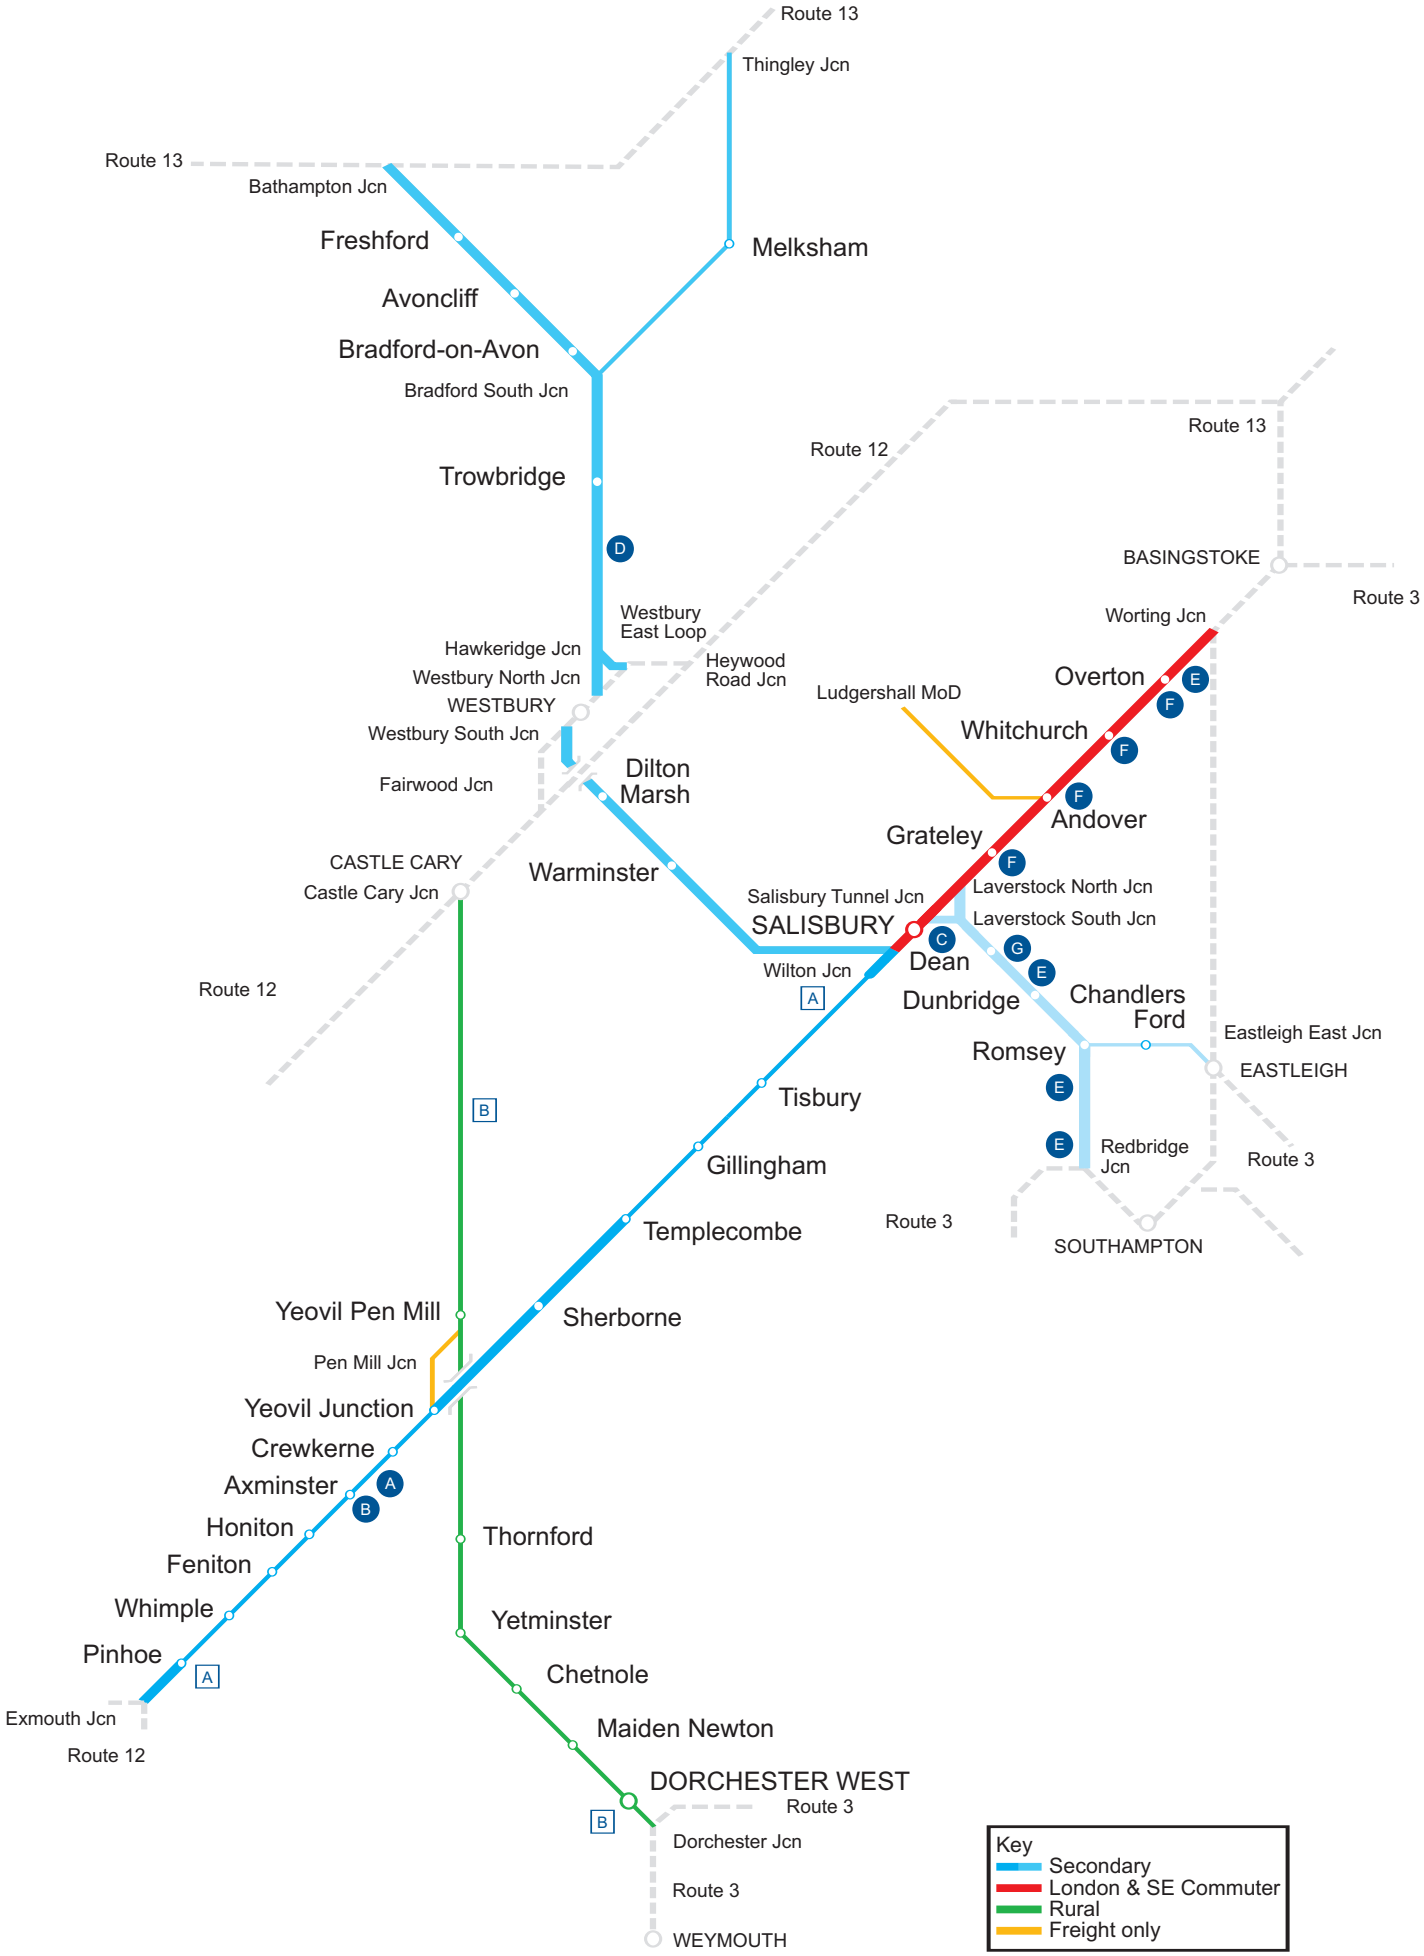 Route 13
Thingley Jcn
Route 13
Bathampton Jcn
Freshford
Melksham
Avoncliff
Bradford-on-Avon
Bradford South Jcn
Route 13
Route 12
Trowbridge
D
BASINGSTOKE
Route 3
Westbury
East Loop
Worting Jcn
Hawkeridge Jcn
Heywood
Road Jcn
Westbury North Jcn
Overton
E
Ludgershall MoD
WESTBURY
F
Westbury South Jcn
Whitchurch
F
Dilton
Marsh
Fairwood Jcn
F
Andover
Grateley
CASTLE CARY
F
Warminster
Castle Cary Jcn
Laverstock North Jcn
Salisbury Tunnel Jcn
Laverstock South Jcn
SALISBURY
C
G
Dean
Wilton Jcn
E
Route 12
A
Dunbridge
Chandlers
Ford
Eastleigh East Jcn
Romsey
EASTLEIGH
E
Tisbury
B
E
Redbridge
Jcn
Route 3
Gillingham
Route 3
Templecombe
SOUTHAMPTON
Yeovil Pen Mill
Sherborne
Pen Mill Jcn
Yeovil Junction
Crewkerne
Axminster
A
B
Honiton
Thornford
Feniton
Whimple
Yetminster
Pinhoe
A
Chetnole
Exmouth Jcn
Maiden Newton
Route 12
DORCHESTER WEST
Route 3
B
Dorchester Jcn
Route 3
WEYMOUTH
Key
Secondary
London & SE Commuter
Rural
Freight only